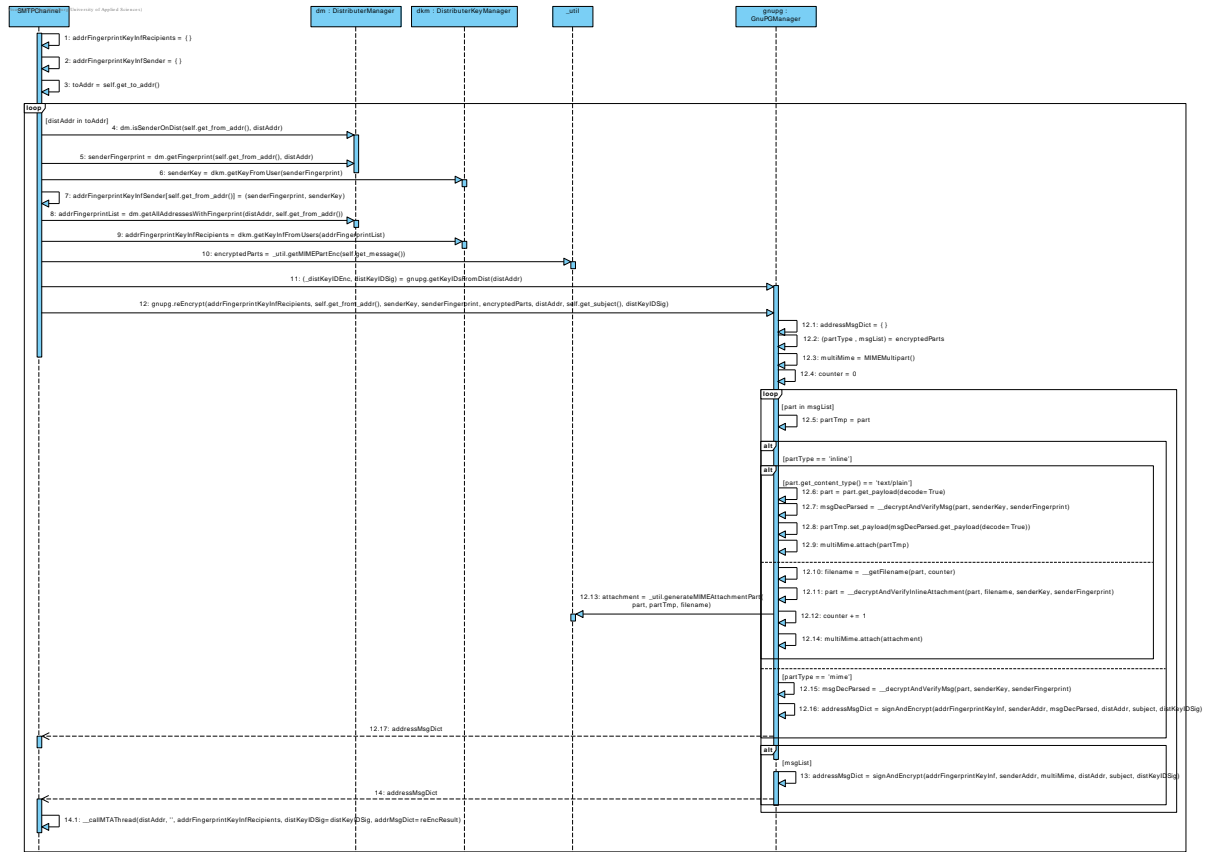 University of Applied Sciences)
SMTPChannel
dm : DistributerManager
dkm : DistributerKeyManager
_util
gnupg :
GnuPGManager
1: addrFingerprintKeyInfRecipients = { }
2: addrFingerprintKeyInfSender = { }
3: toAddr = self.get_to_addr()
loop
[distAddr in toAddr]
4: dm.isSenderOnDist(self.get_from_addr(), distAddr)
5: senderFingerprint = dm.getFingerprint(self.get_from_addr(), distAddr)
6: senderKey = dkm.getKeyFromUser(senderFingerprint)
7: addrFingerprintKeyInfSender[self.get_from_addr()] = (senderFingerprint, senderKey)
8: addrFingerprintList = dm.getAllAddressesWithFingerprint(distAddr, self.get_from_addr())
9: addrFingerprintKeyInfRecipients = dkm.getKeyInfFromUsers(addrFingerprintList)
10: encryptedParts = _util.getMIMEPartEnc(self.get_message())
11: (_distKeyIDEnc, distKeyIDSig) = gnupg.getKeyIDsFromDist(distAddr)
12: gnupg.reEncrypt(addrFingerprintKeyInfRecipients, self.get_from_addr(), senderKey, senderFingerprint, encryptedParts, distAddr, self.get_subject(), distKeyIDSig)
12.1: addressMsgDict = { }
12.2: (partType , msgList) = encryptedParts
12.3: multiMime = MIMEMultipart()
12.4: counter = 0
loop
[part in msgList]
12.5: partTmp = part
alt
[partType == 'inline']
alt
[part.get_content_type() == 'text/plain']
12.6: part = part.get_payload(decode=True)
12.7: msgDecParsed = __decryptAndVerifyMsg(part, senderKey, senderFingerprint)
12.8: partTmp.set_payload(msgDecParsed.get_payload(decode=True))
12.9: multiMime.attach(partTmp)
12.10: filename = __getFilename(part, counter)
12.11: part = __decryptAndVerifyInlineAttachment(part, filename, senderKey, senderFingerprint)
12.13: attachment = _util.generateMIMEAttachmentPart(
part, partTmp, filename)
12.12: counter += 1
12.14: multiMime.attach(attachment)
[partType == 'mime']
12.15: msgDecParsed = __decryptAndVerifyMsg(part, senderKey, senderFingerprint)
12.16: addressMsgDict = signAndEncrypt(addrFingerprintKeyInf, senderAddr, msgDecParsed, distAddr, subject, distKeyIDSig)
12.17: addressMsgDict
alt
[msgList]
13: addressMsgDict = signAndEncrypt(addrFingerprintKeyInf, senderAddr, multiMime, distAddr, subject, distKeyIDSig)
14: addressMsgDict
14.1: __callMTAThread(distAddr, '', addrFingerprintKeyInfRecipients, distKeyIDSig=distKeyIDSig, addrMsgDict=reEncResult)